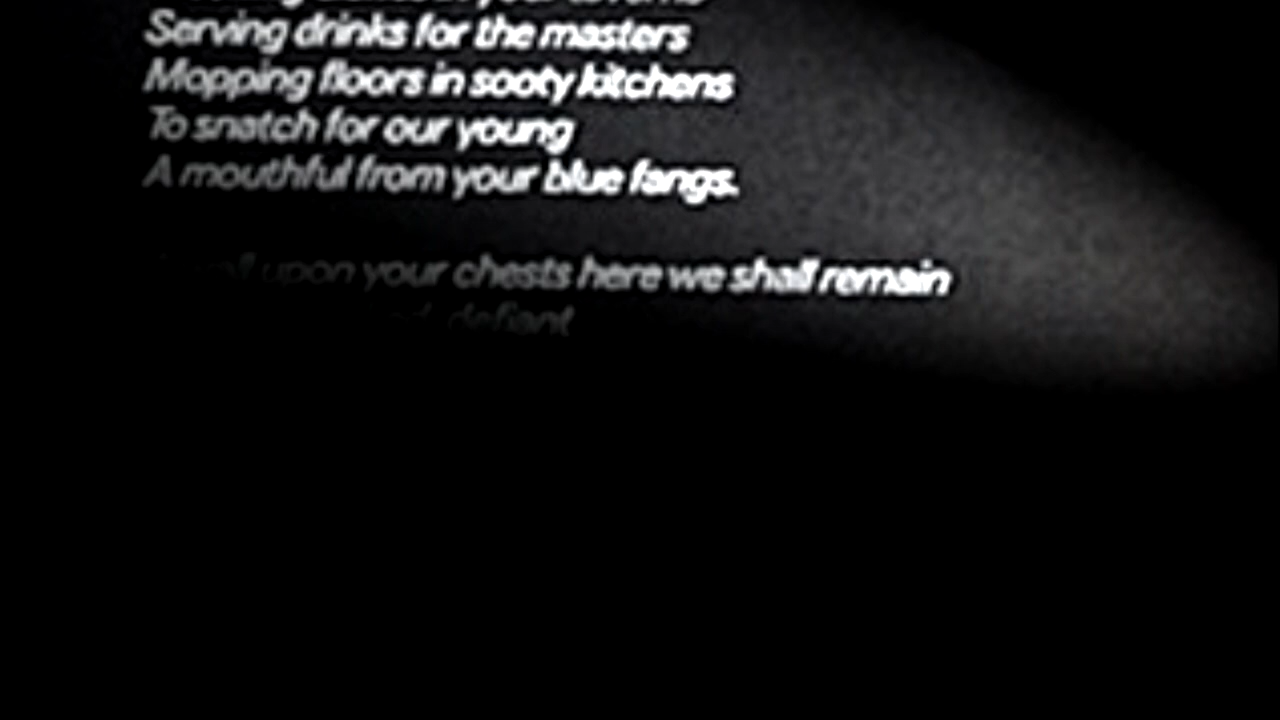 Serving drinks for the masters
Mopping floors in sooty kitchens
To snatch for our young
A mouthful from your blue fangs.
upon your chests here we shall remain
defiant